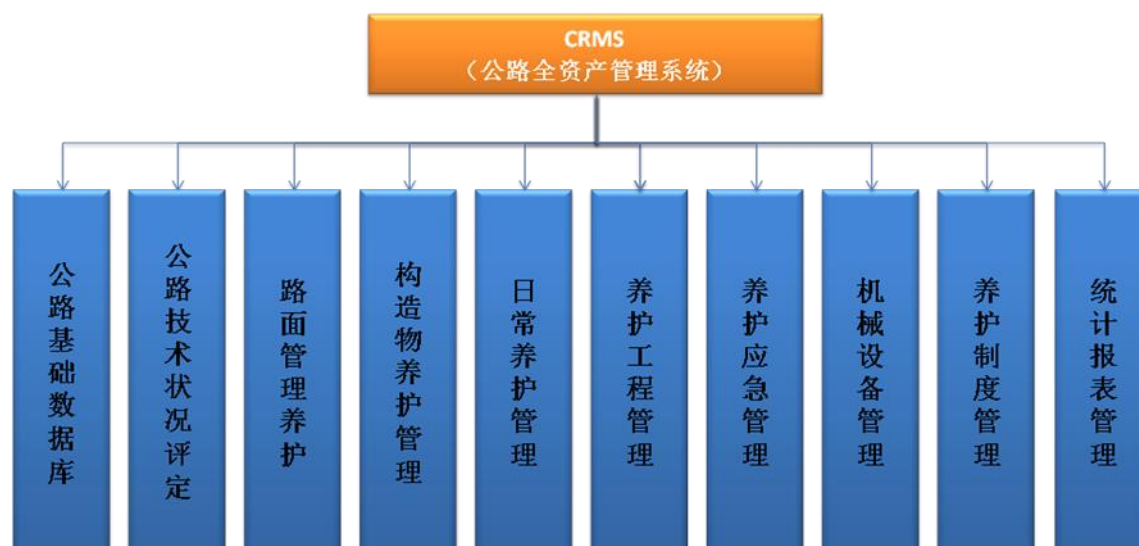 CRMS
（公路全资产管理系统）
公路基础数据库
公路技术状况评定
路面管理养护
构造物养护管理
日常养护管理
养护工程管理
养护应急管理
机械设备管理
养护制度管理
统计报表管理